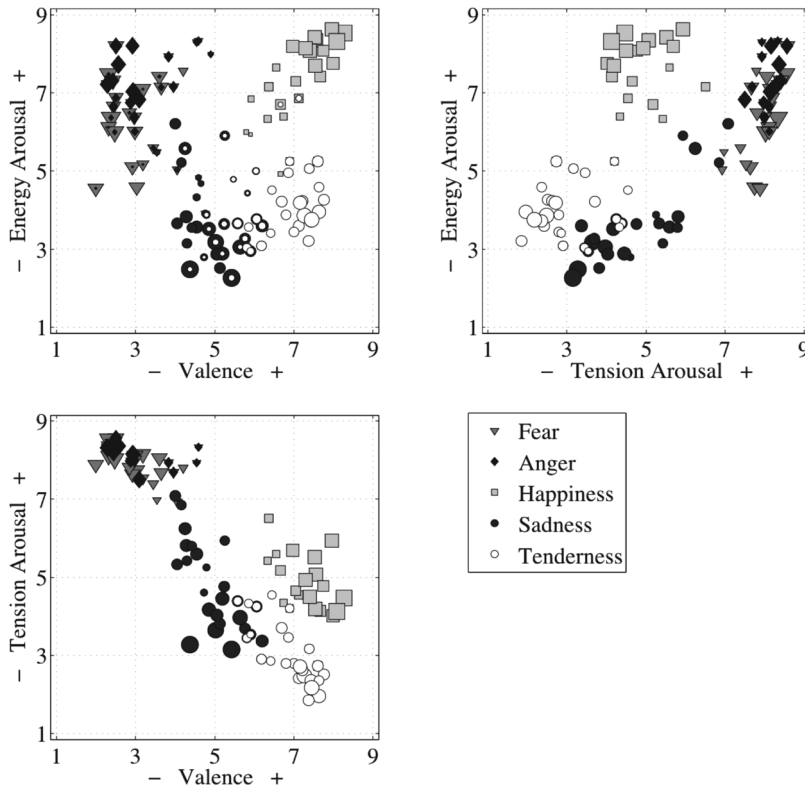 9
7
5
3
1
− Energy Arousal +
1 3 5 7 9
− Valence +
9
7
5
3
1
− Energy Arousal +
1 3 5 7 9
− Tension Arousal +
9
7
5
3
1
− Tension Arousal +
1 3 5 7 9
− Valence +
Fear
Anger
Happiness
Sadness
Tenderness